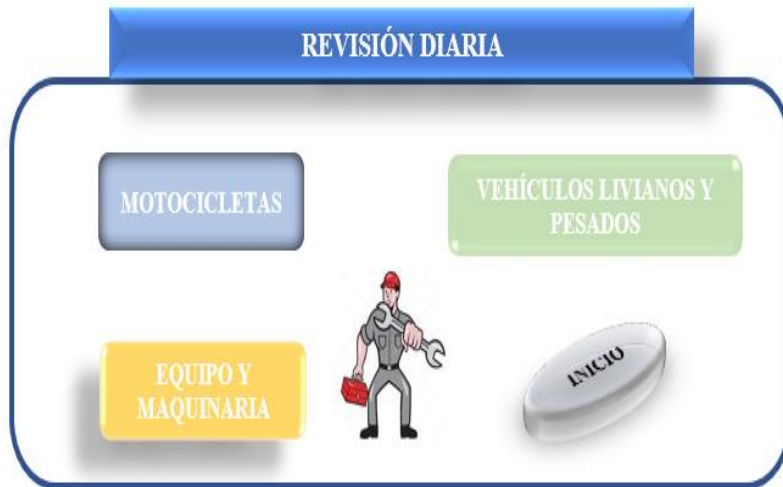 REVISIÓN DIARIA
MOTOCICLETAS
VEHÍCULOS LIVIANOS Y
PESADOS
EQUIPO Y
MAQUINARIA
INICIO